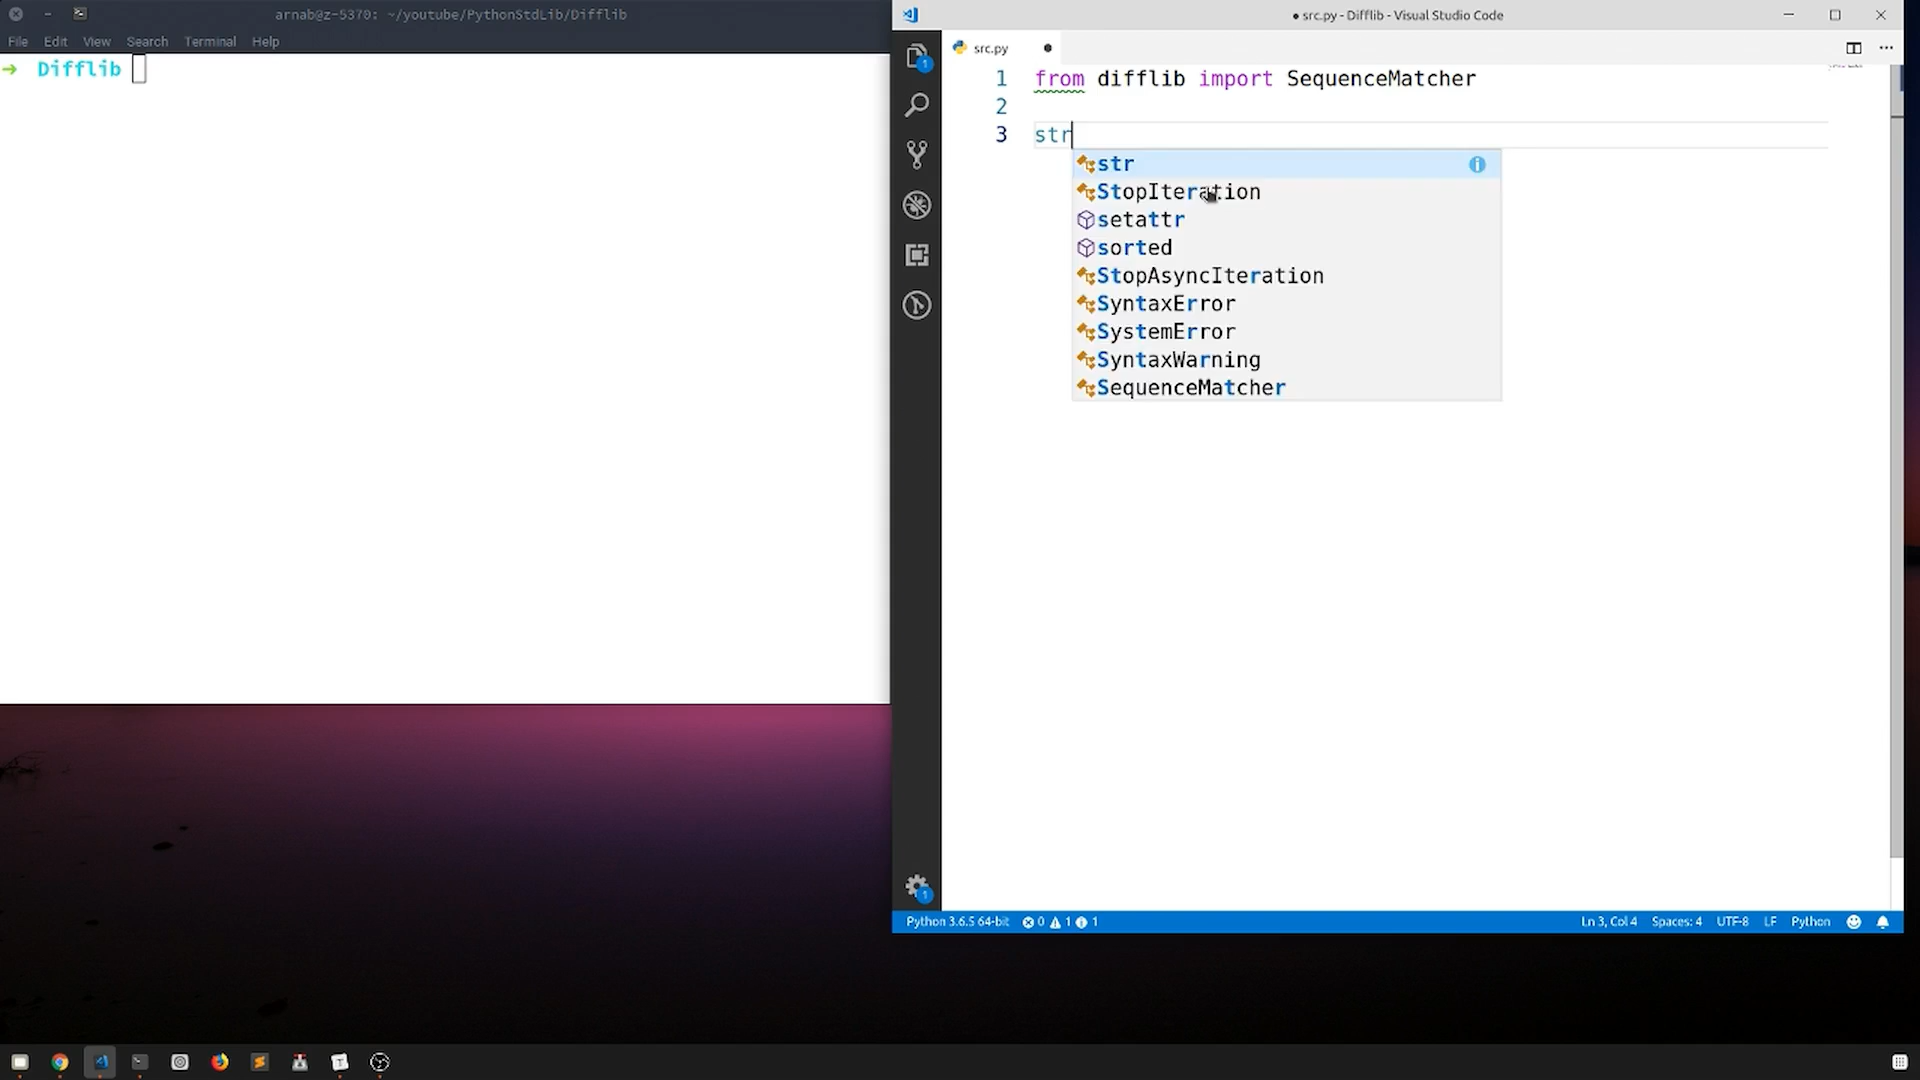 arnab@z-5370: ~/youtube/PythonStdLib/Difflib
File Edit View Search Terminal Help
➜ Difflib
● src.py - Difflib - Visual Studio Code
src.py
1 from difflib import SequenceMatcher
2
3 str
str
StopIteration
setattr
sorted
StopAsyncIteration
SyntaxError
SystemError
SyntaxWarning
SequenceMatcher
1
1
Python 3.6.5 64-bit 0 1 1 Ln 3, Col 4 Spaces: 4 UTF-8 LF Python